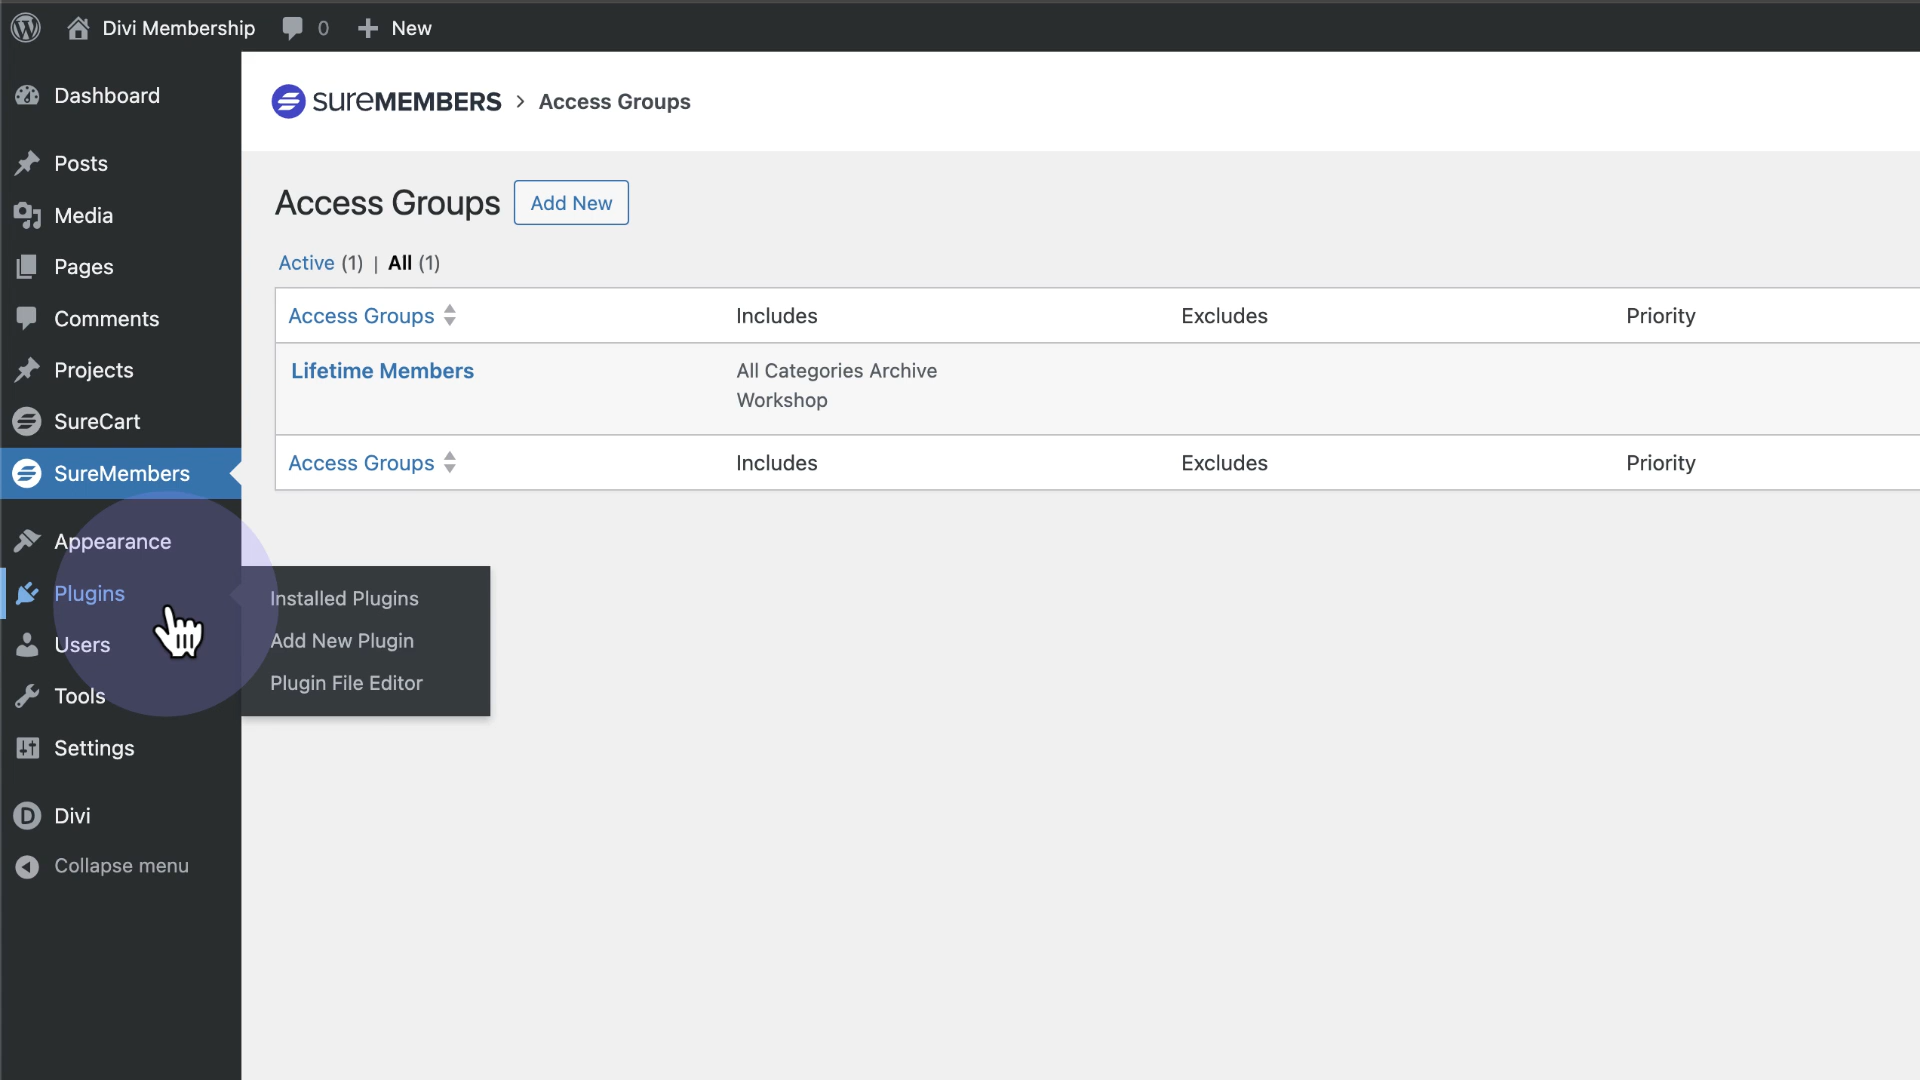 Divi Membership 0 New
Dashboard
Posts
Media
Pages
Comments
Projects
SureCart
SureMembers
Appearance
Plugins
Users
Tools
Settings
Divi
Collapse menu
Installed Plugins
Add New Plugin
Plugin File Editor
SUREMEMBERS > Access Groups
Access Groups Add New
Active (1) | All (1)
Access Groups Includes Excludes Priority
Lifetime Members All Categories Archive
Workshop
Access Groups Includes Excludes Priority